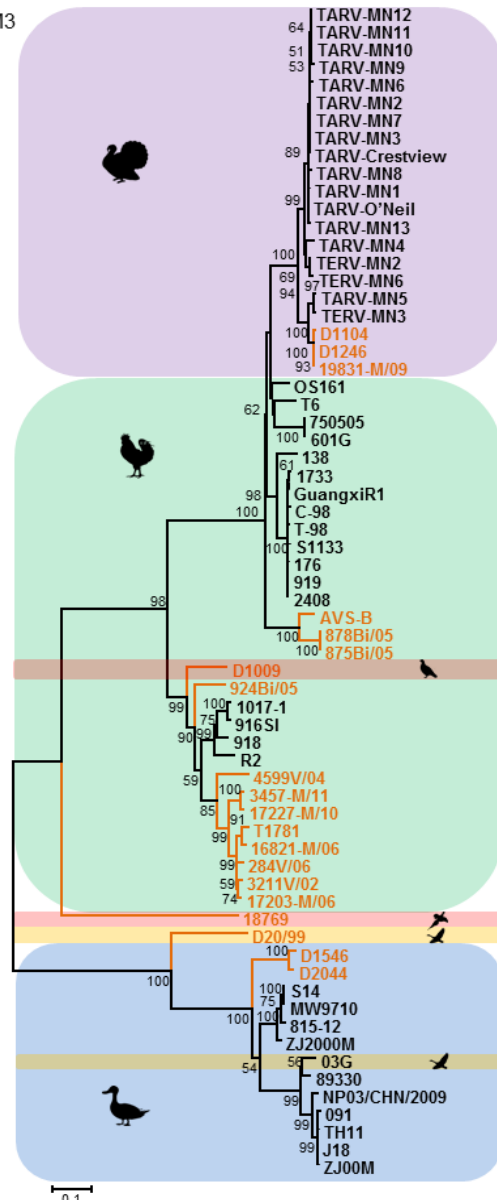 M3
TARV-MN12
64
TARV-MN11
51
TARV-MN10
53
TARV-MN9
TARV-MN6
TARV-MN2
TARV-MN7
TARV-MN3
89
TARV-Crestview
TARV-MN8
99
TARV-MN1
TARV-O'Neil
TARV-MN13
TARV-MN4
100
TERV-MN2
69
TERV-MN6
97
94
TARV-MN5
TERV-MN3
100
D1104
100
D1246
93
19831-M/09
OS161
T6
62
750505
100
601G
138
61
1733
98
GuangxiR1
100
C-98
T-98
100
S1133
176
919
98
2408
AVS-B
100
878Bi/05
100
875Bi/05
D1009
99
924Bi/05
100
1017-1
75
916SI
90
99
918
R2
59
4599V/04
100
3457-M/11
85
91
17227-M/10
T1781
99
16821-M/06
99
284V/06
59
3211V/02
74
17203-M/06
18769
D20/99
100
D1546
D2044
100
100
S14
75
MW9710
100
100
815-12
ZJ2000M
54
56
03G
89330
99
NP03/CHN/2009
091
99
TH11
99
J18
ZJ00M
0.1